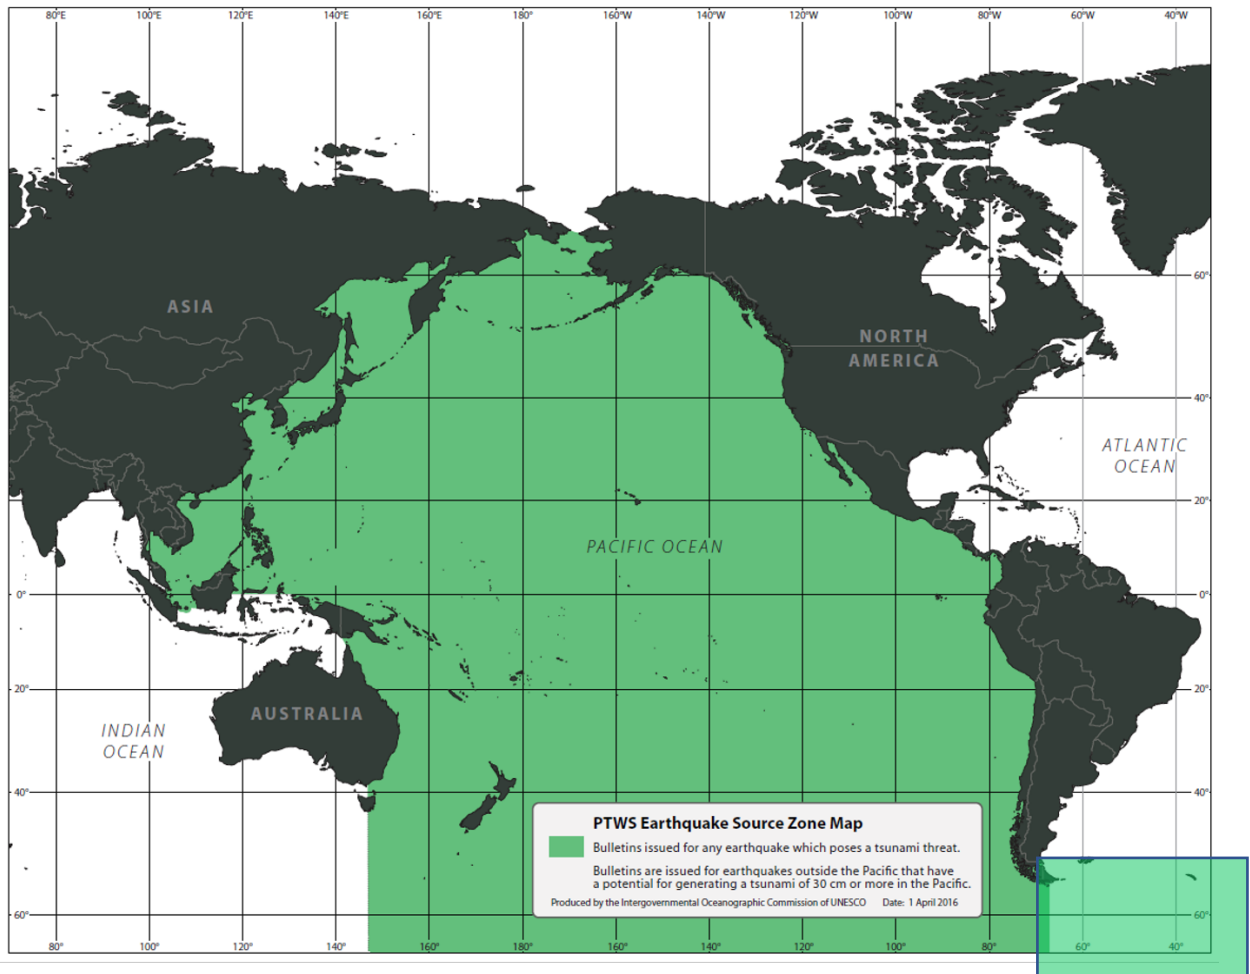 80°E 100°E 120°E 140°E 160°E 180° 160°W 140°W 120°W 100°W 80°W 60°W 40°W
60°
ASIA
NORTH
AMERICA
40°
ATLANTIC
OCEAN
20°
PACIFIC OCEAN
0° 0°
20° 20°
AUSTRALIA
INDIAN
OCEAN
40° 40°
PTWS Earthquake Source Zone Map
Bulletins issued for any earthquake which poses a tsunami threat.
Bulletins are issued for earthquakes outside the Pacific that have
a potential for generating a tsunami of 30 cm or more in the Pacific.
Produced by the Intergovernmental Oceanographic Commission of UNESCO Date: 1 April 2016
60° 60°
80° 100° 120° 140° 160° 180° 160° 140° 120° 100° 80° 60° 40°